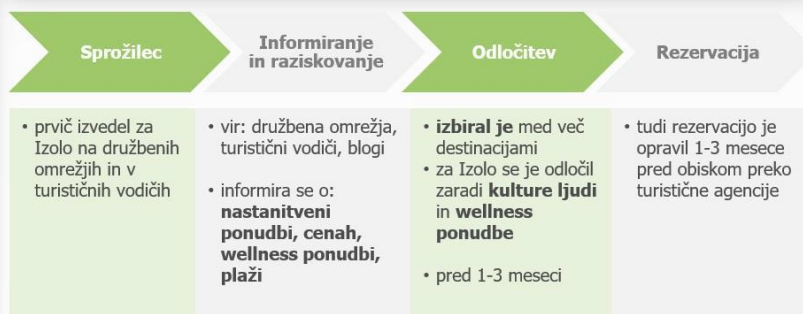 Sprožilec
Informiranje
in raziskovanje
Odločitev
Rezervacija
• prvič izvedel za
Izolo na družbenih
omrežjih in v
turističnih vodičih
• vir: družbena omrežja,
turistični vodiči, blogi
• informira se o:
nastanitveni
ponudbi, cenah,
wellness ponudbi,
plaži
• izbiral je med več
destinacijami
• za Izolo se je odločil
zaradi kulture ljudi
in wellness
ponudbe
• pred 1-3 meseci
• tudi rezervacijo je
opravil 1-3 mesece
pred obiskom preko
turistične agencije